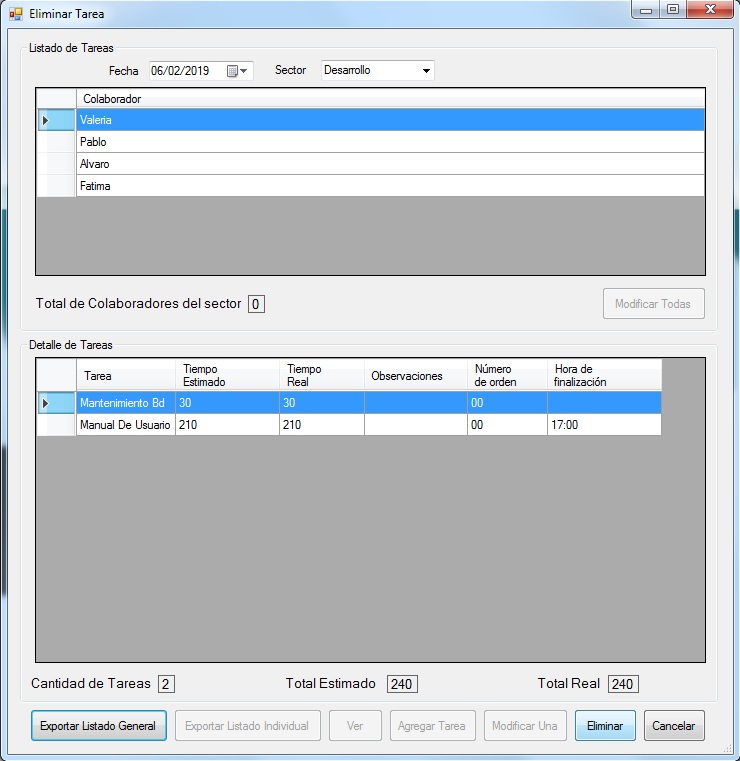 Eliminar Tarea
Listado de Tareas
Fecha 06/02/2019 Sector Desarrollo
Colaborador
Valeria
Pablo
Alvaro
Fatima
Total de Colaboradores del sector 0 Modificar Todas
Detalle de Tareas
Tarea Tiempo Estimado Tiempo Real Observaciones Número de orden Hora de finalización
Mantenimiento Bd 30 30 00
Manual De Usuario 210 210 00 17:00
Cantidad de Tareas 2 Total Estimado 240 Total Real 240
Exportar Listado General Exportar Listado Individual Ver Agregar Tarea Modificar Una Eliminar Cancelar